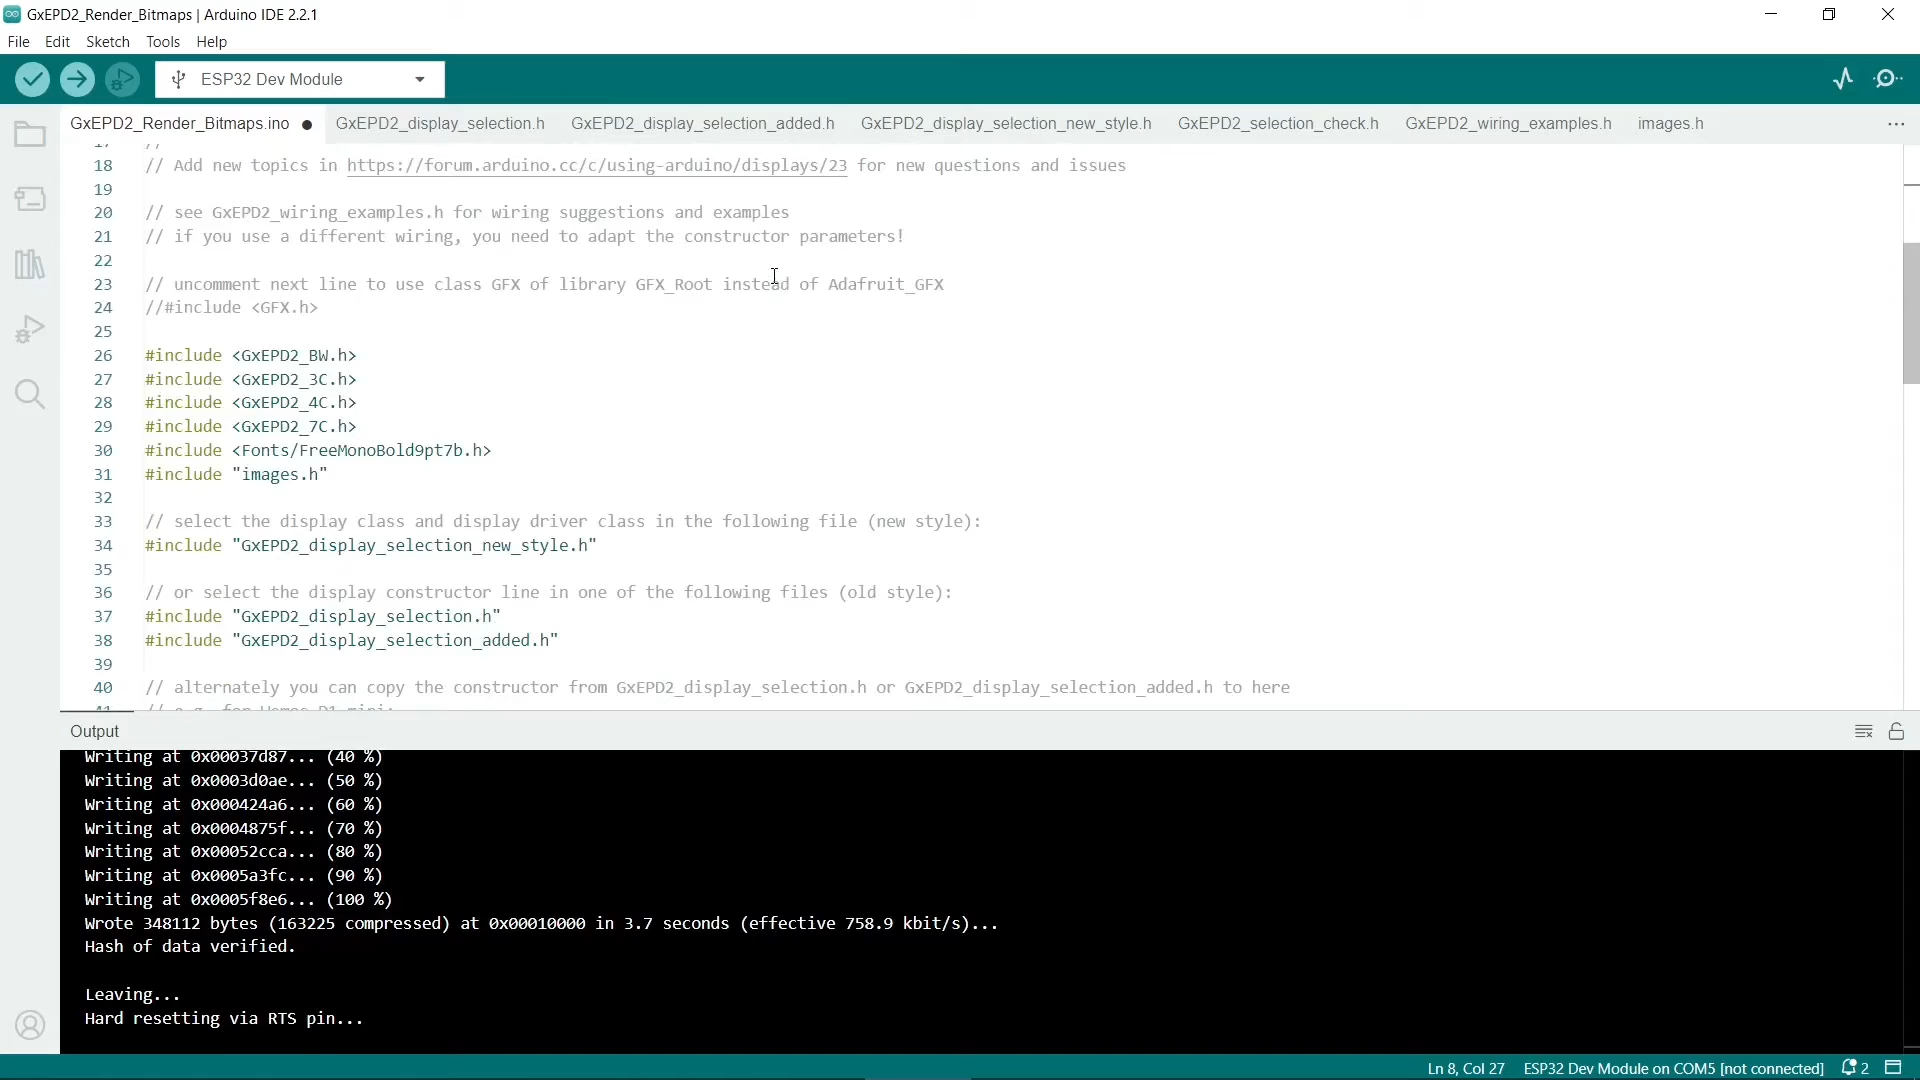 GxEPD2_Render_Bitmaps | Arduino IDE 2.2.1
File Edit Sketch Tools Help
ESP32 Dev Module
GxEPD2_Render_Bitmaps.ino GxEPD2_display_selection.h GxEPD2_display_selection_added.h GxEPD2_display_selection_new_style.h GxEPD2_selection_check.h GxEPD2_wiring_examples.h images.h
17 //
18 // Add new topics in https://forum.arduino.cc/c/using-arduino/displays/23 for new questions and issues
19
20 // see GxEPD2_wiring_examples.h for wiring suggestions and examples
21 // if you use a different wiring, you need to adapt the constructor parameters!
22
23 // uncomment next line to use class GFX of library GFX_Root instead of Adafruit_GFX
24 //#include <GFX.h>
25
26 #include <GxEPD2_BW.h>
27 #include <GxEPD2_3C.h>
28 #include <GxEPD2_4C.h>
29 #include <GxEPD2_7C.h>
30 #include <Fonts/FreeMonoBold9pt7b.h>
31 #include "images.h"
32
33 // select the display class and display driver class in the following file (new style):
34 #include "GxEPD2_display_selection_new_style.h"
35
36 // or select the display constructor line in one of the following files (old style):
37 #include "GxEPD2_display_selection.h"
38 #include "GxEPD2_display_selection_added.h"
39
40 // alternately you can copy the constructor from GxEPD2_display_selection.h or GxEPD2_display_selection_added.h to here
41 // e.g. for Wemos D1 mini:
Output
Writing at 0x00037d87... (40 %)
Writing at 0x0003d0ae... (50 %)
Writing at 0x000424a6... (60 %)
Writing at 0x0004875f... (70 %)
Writing at 0x00052cca... (80 %)
Writing at 0x0005a3fc... (90 %)
Writing at 0x0005f8e6... (100 %)
Wrote 348112 bytes (163225 compressed) at 0x00010000 in 3.7 seconds (effective 758.9 kbit/s)...
Hash of data verified.

Leaving...
Hard resetting via RTS pin...
Ln 8, Col 27 ESP32 Dev Module on COM5 [not connected] 2